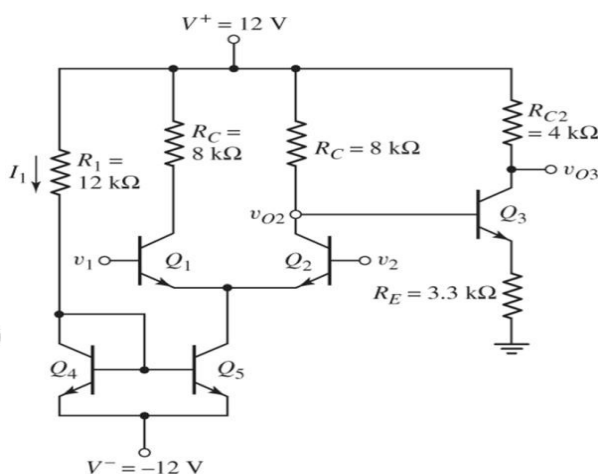 V⁺ = 12 V
R_C =
8 kΩ
R_C = 8 kΩ
R_C2
= 4 kΩ
I₁
R₁ =
12 kΩ
v_O3
v_O2
Q₃
v₁
Q₁
Q₂
v₂
R_E = 3.3 kΩ
Q₄
Q₅
V⁻ = −12 V